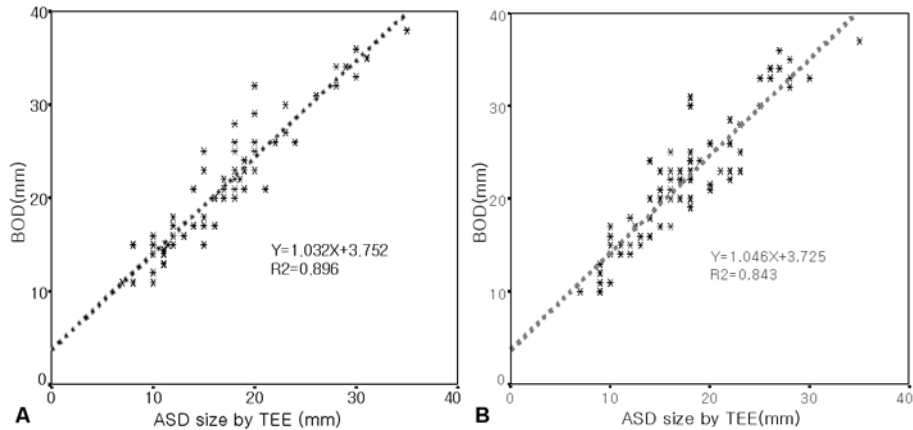 40
30
20
10
0
BOD(mm)
Y=1.032X+3.752
R2=0.896
0 10 20 30 40
A ASD size by TEE (mm)
40
30
20
10
0
BOD(mm)
Y=1.046X+3.725
R2=0.843
0 10 20 30 40
B ASD size by TEE(mm)